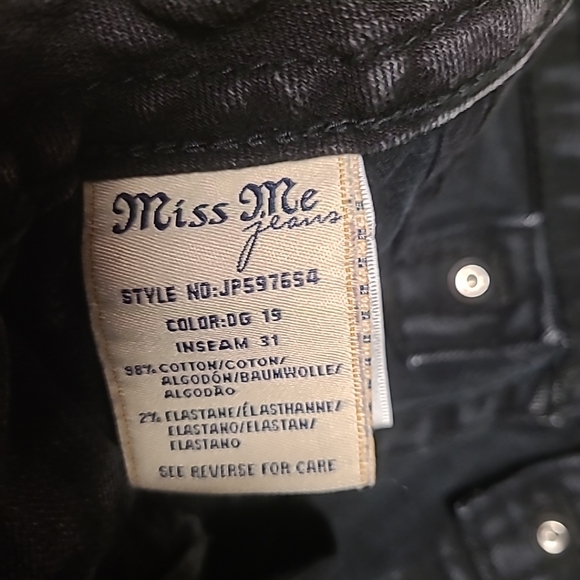 Miss Me
jeans
STYLE NO:JP5976S4
COLOR:DG 19
INSEAM 31
98% COTTON/COTON/
ALGODÓN/BAUMWOLLE/
ALGODÃO
2% ELASTANE/ÉLASTHANNE/
ELASTANO/ELASTAN/
ELASTANO
SEE REVERSE FOR CARE